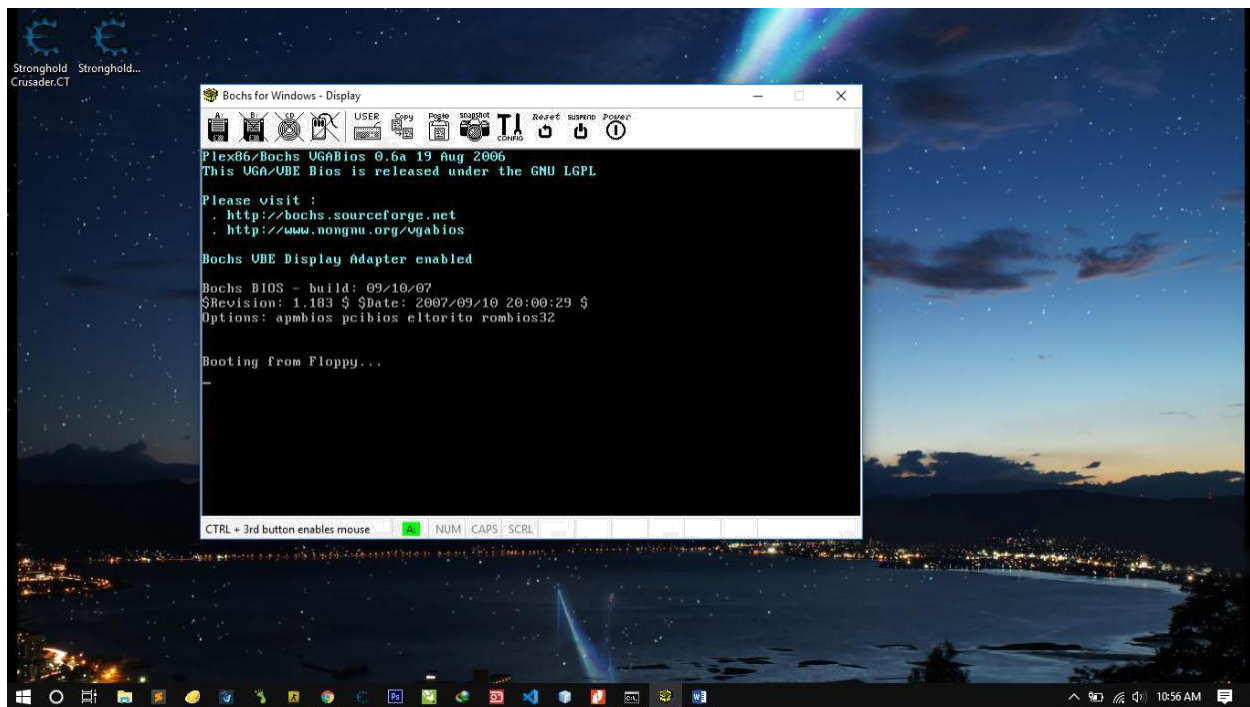 Stronghold Crusader.CT
Stronghold...
Bochs for Windows - Display
A: B: CD USER Copy Paste snapshot CONFIG Reset SUSPEND Power
Plex86/Bochs VGABios 0.6a 19 Aug 2006
This VGA/VBE Bios is released under the GNU LGPL
Please visit :
. http://bochs.sourceforge.net
. http://www.nongnu.org/vgabios
Bochs VBE Display Adapter enabled
Bochs BIOS - build: 09/10/07
$Revision: 1.183 $ $Date: 2007/09/10 20:00:29 $
Options: apmbios pcibios eltorito rombios32
Booting from Floppy...
CTRL + 3rd button enables mouse A: NUM CAPS SCRL
10:56 AM